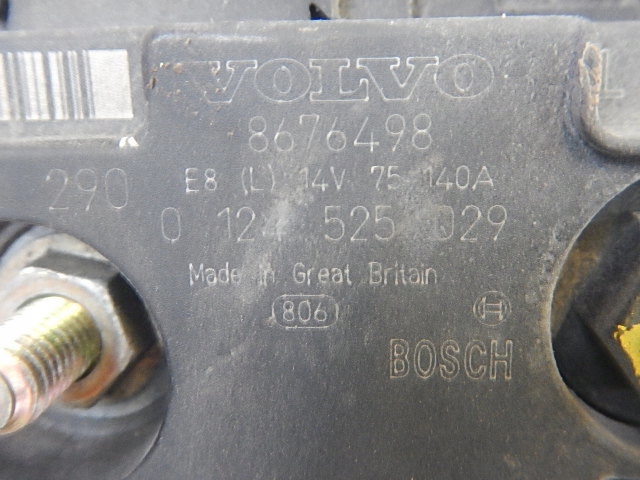 VOLVO
8676498
E8 (L) 14V 75 140A
290
0 124 525 029
Made in Great Britain
806
BOSCH
L